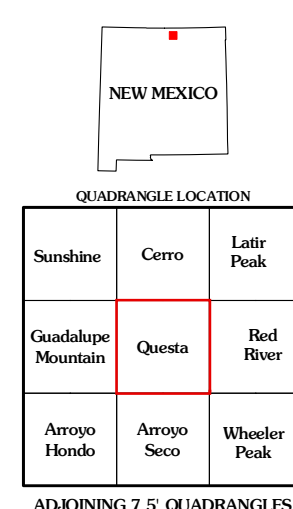 NEW MEXICO
QUADRANGLE LOCATION
Sunshine
Cerro
Latir
Peak
Guadalupe
Mountain
Questa
Red
River
Arroyo
Hondo
Arroyo
Seco
Wheeler
Peak
ADJOINING 7.5' QUADRANGLES